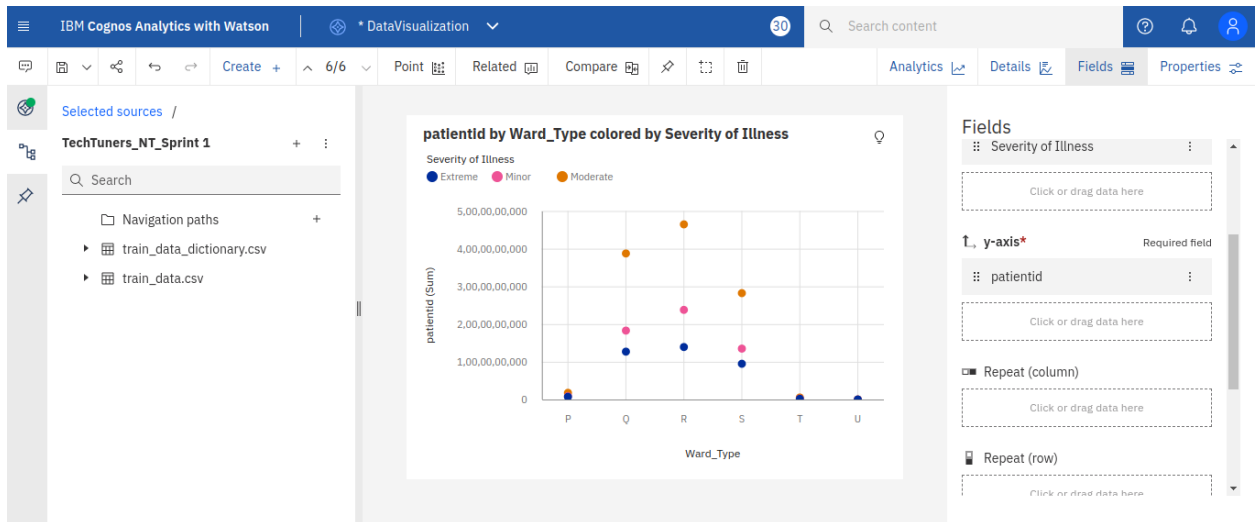 IBM Cognos Analytics with Watson
* DataVisualization
30
Search content
Create +
6/6
Point
Related
Compare
Analytics
Details
Fields
Properties
Selected sources /
TechTuners_NT_Sprint 1
Search
Navigation paths
train_data_dictionary.csv
train_data.csv
patientid by Ward_Type colored by Severity of Illness
Severity of Illness
Extreme Minor Moderate
5,00,00,00,000
4,00,00,00,000
3,00,00,00,000
2,00,00,00,000
1,00,00,00,000
0
patientid (Sum)
P Q R S T U
Ward_Type
Fields
Severity of Illness
Click or drag data here
y-axis* Required field
patientid
Click or drag data here
Repeat (column)
Click or drag data here
Repeat (row)
Click or drag data here